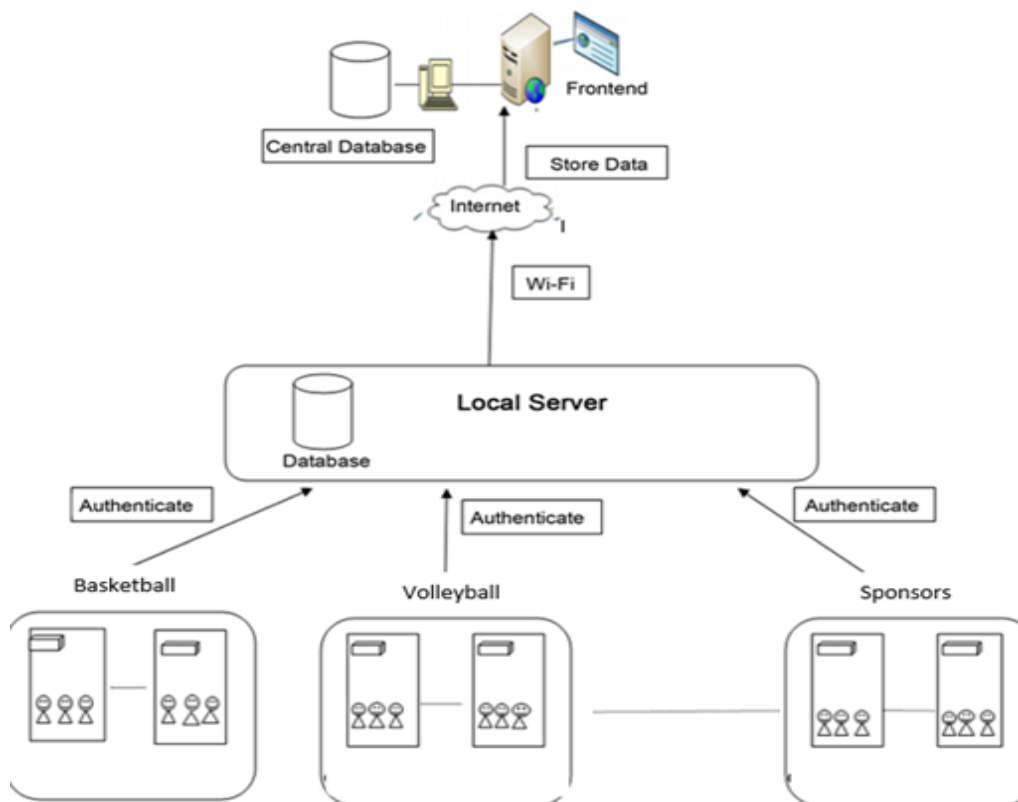 Frontend
Central Database
Store Data
Internet
Wi-Fi
Local Server
Database
Authenticate
Authenticate
Authenticate
Basketball
Volleyball
Sponsors